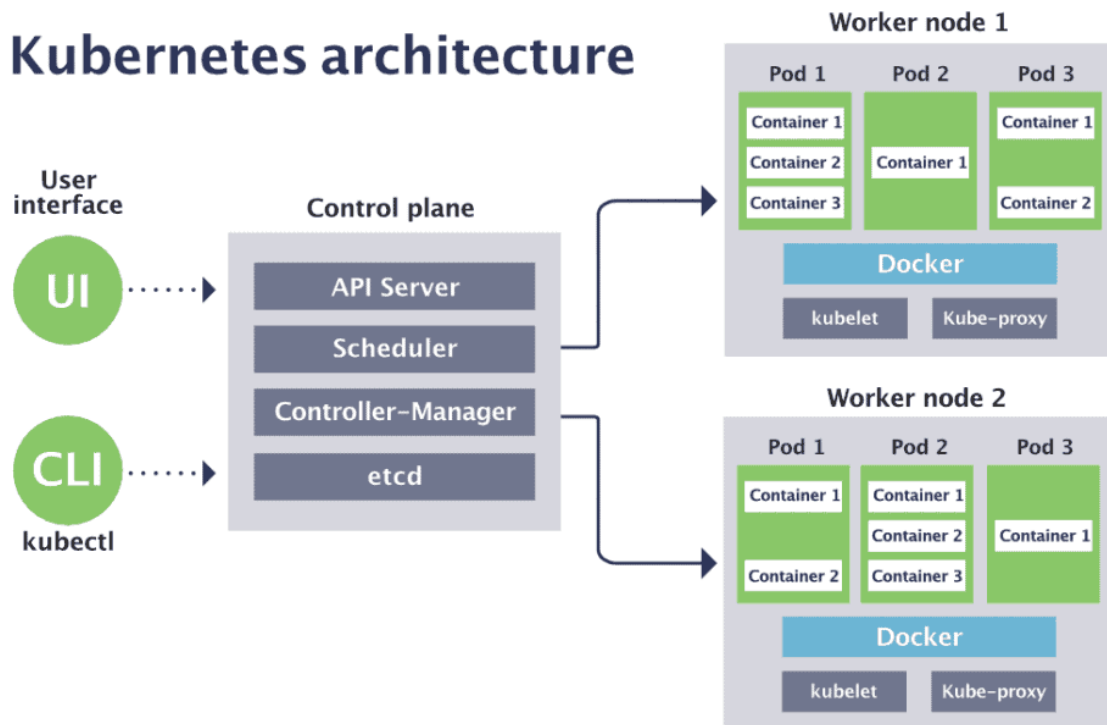 Kubernetes architecture
User
interface
UI
CLI
kubectl
Control plane
API Server
Scheduler
Controller-Manager
etcd
Worker node 1
Pod 1
Pod 2
Pod 3
Container 1
Container 2
Container 3
Container 1
Container 1
Container 2
Docker
kubelet
Kube-proxy
Worker node 2
Pod 1
Pod 2
Pod 3
Container 1
Container 2
Container 1
Container 2
Container 3
Container 1
Docker
kubelet
Kube-proxy